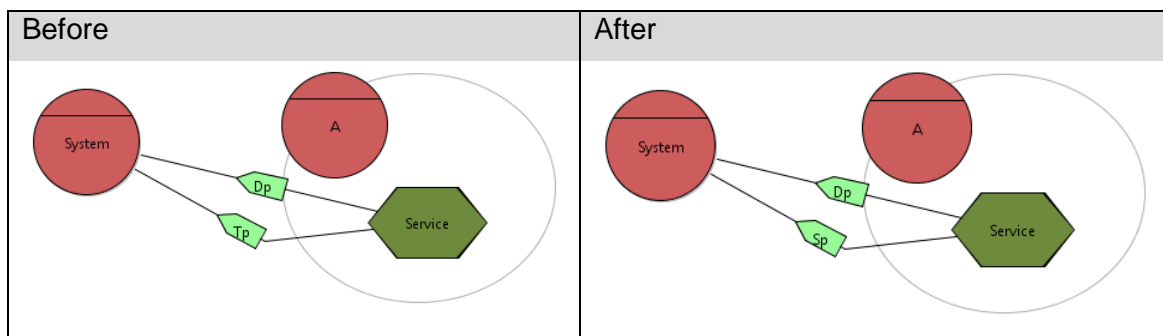 Before
After
System
A
Dp
Tp
Service
System
A
Dp
Sp
Service